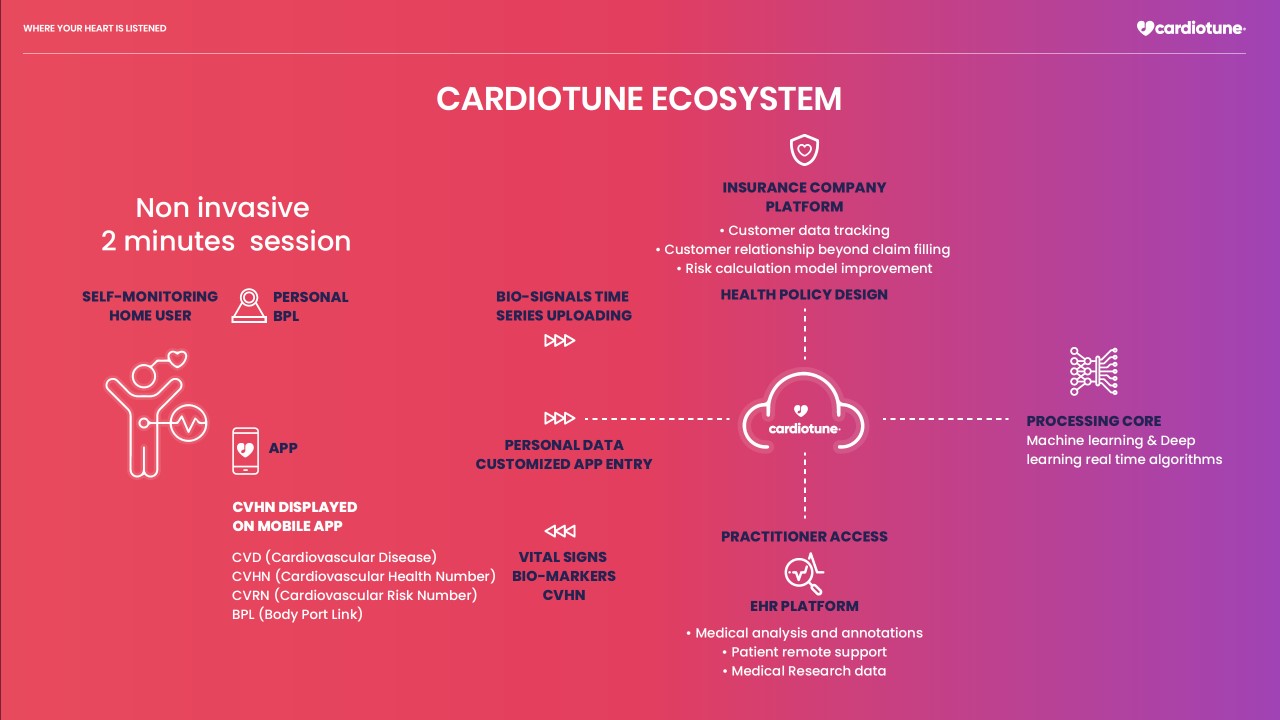 WHERE YOUR HEART IS LISTENED
cardiotune
CARDIOTUNE ECOSYSTEM
Non invasive
2 minutes session
SELF-MONITORING
HOME USER
PERSONAL
BPL
APP
CVHN DISPLAYED
ON MOBILE APP
CVD (Cardiovascular Disease)
CVHN (Cardiovascular Health Number)
CVRN (Cardiovascular Risk Number)
BPL (Body Port Link)
BIO-SIGNALS TIME
SERIES UPLOADING
PERSONAL DATA
CUSTOMIZED APP ENTRY
VITAL SIGNS
BIO-MARKERS
CVHN
INSURANCE COMPANY
PLATFORM
• Customer data tracking
• Customer relationship beyond claim filling
• Risk calculation model improvement
HEALTH POLICY DESIGN
cardiotune
PRACTITIONER ACCESS
EHR PLATFORM
• Medical analysis and annotations
• Patient remote support
• Medical Research data
PROCESSING CORE
Machine learning & Deep
learning real time algorithms